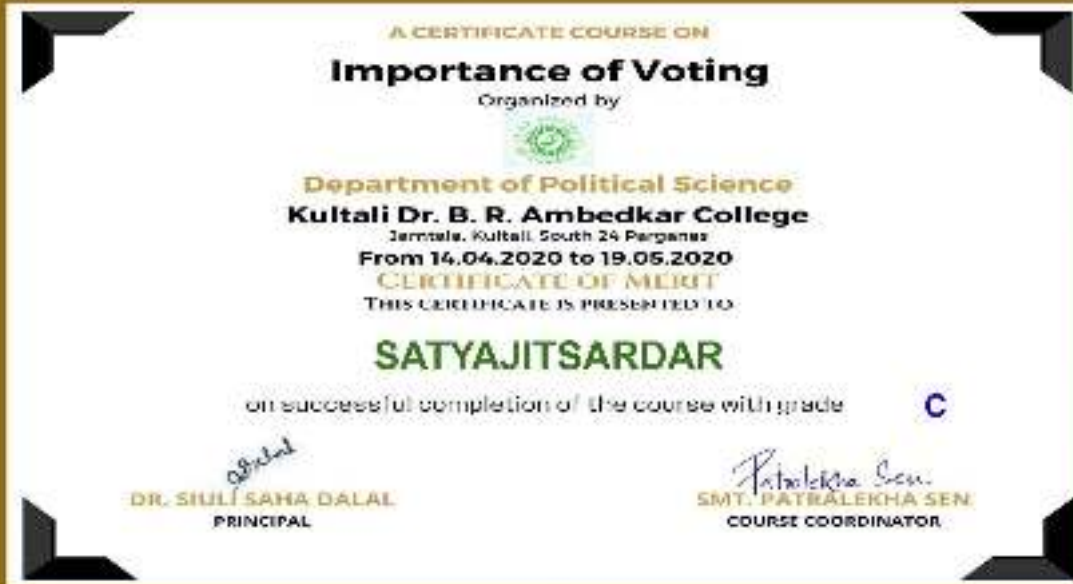 A CERTIFICATE COURSE ON
Importance of Voting
Organized by
Department of Political Science
Kultali Dr. B. R. Ambedkar College
Jamtala, Kultali, South 24 Parganas
From 14.04.2020 to 19.05.2020
CERTIFICATE OF MERIT
THIS CERTIFICATE IS PRESENTED TO
SATYAJITSARDAR
on successful completion of the course with grade C
Patralekha Sen.
DR. SIULI SAHA DALAL
SMT. PATRALEKHA SEN
PRINCIPAL
COURSE COORDINATOR